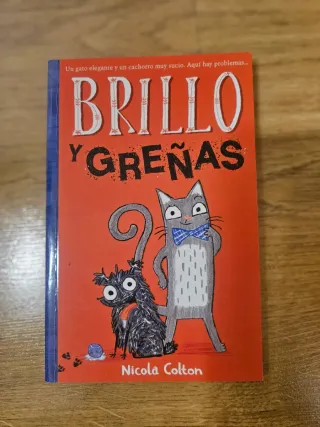 Un gato elegante y un cachorro muy sucio. Aquí hay problemas...
BRILLO
Y GREÑAS
Nicola Colton